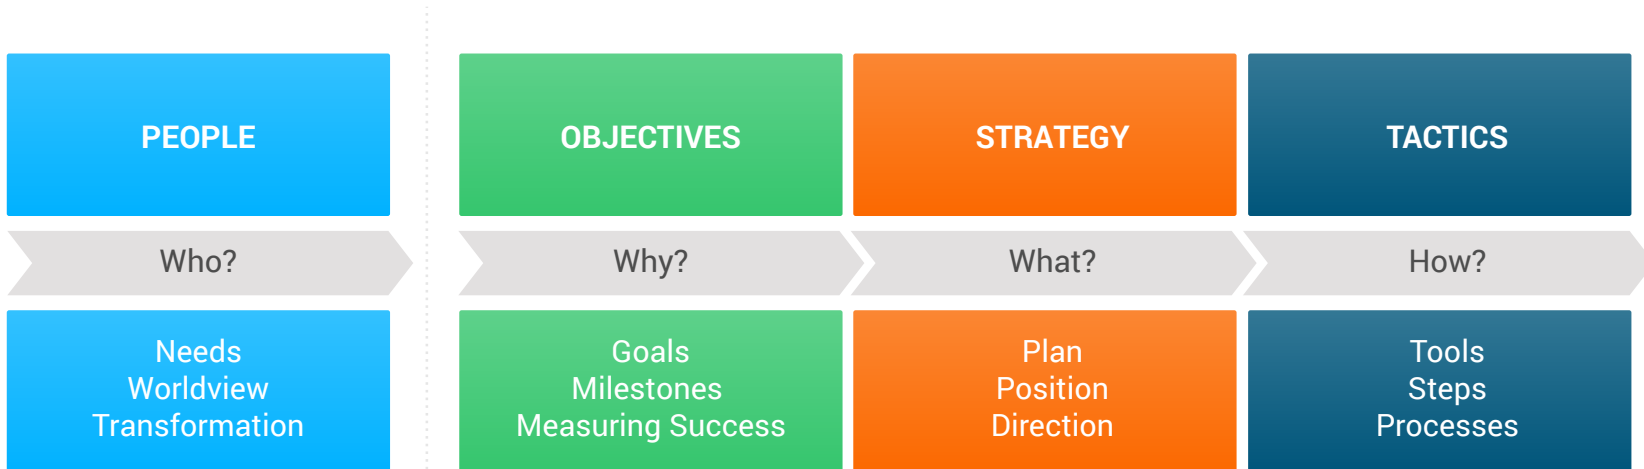 PEOPLE
OBJECTIVES
STRATEGY
TACTICS
Who?
Why?
What?
How?
Needs
Worldview
Transformation
Goals
Milestones
Measuring Success
Plan
Position
Direction
Tools
Steps
Processes